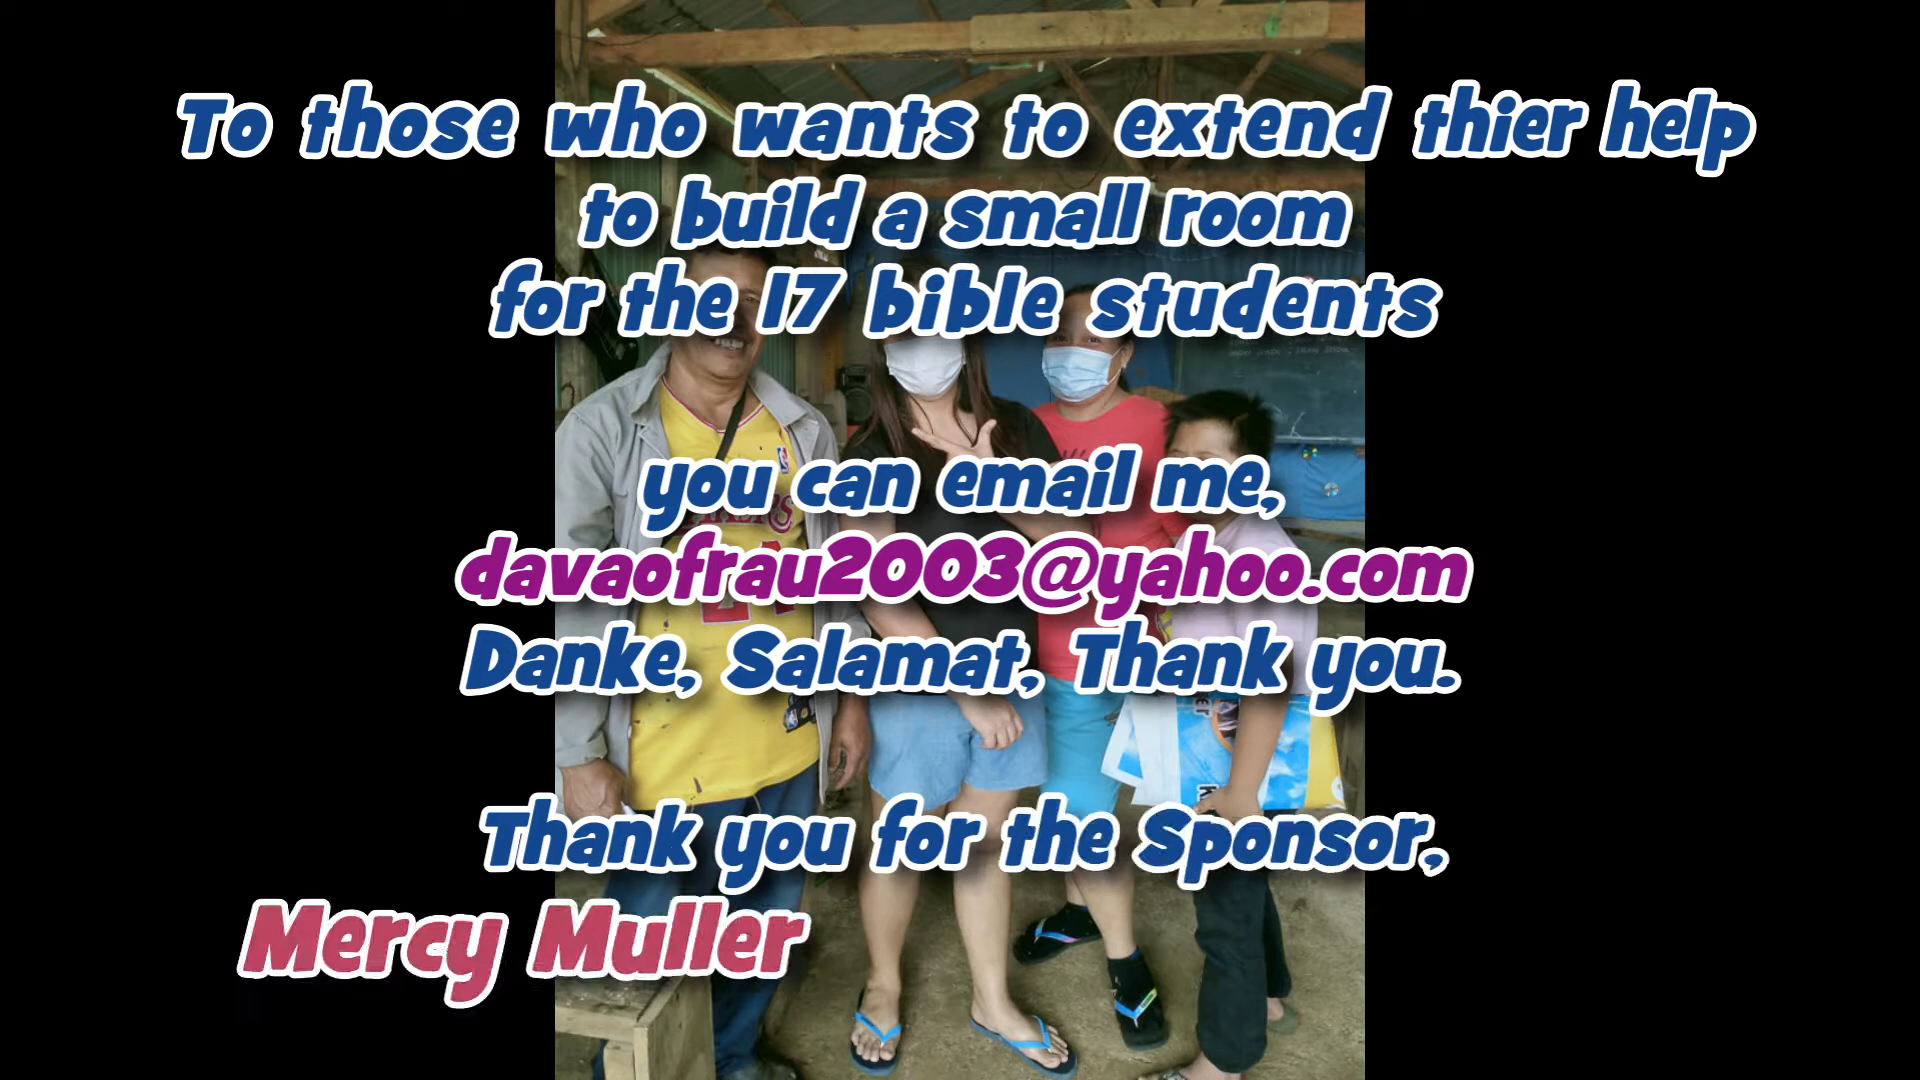 To those who wants to extend thier help
to build a small room
for the 17 bible students
you can email me,
davaofrau2003@yahoo.com
Danke, Salamat, Thank you.
Thank you for the Sponsor,
Mercy Muller